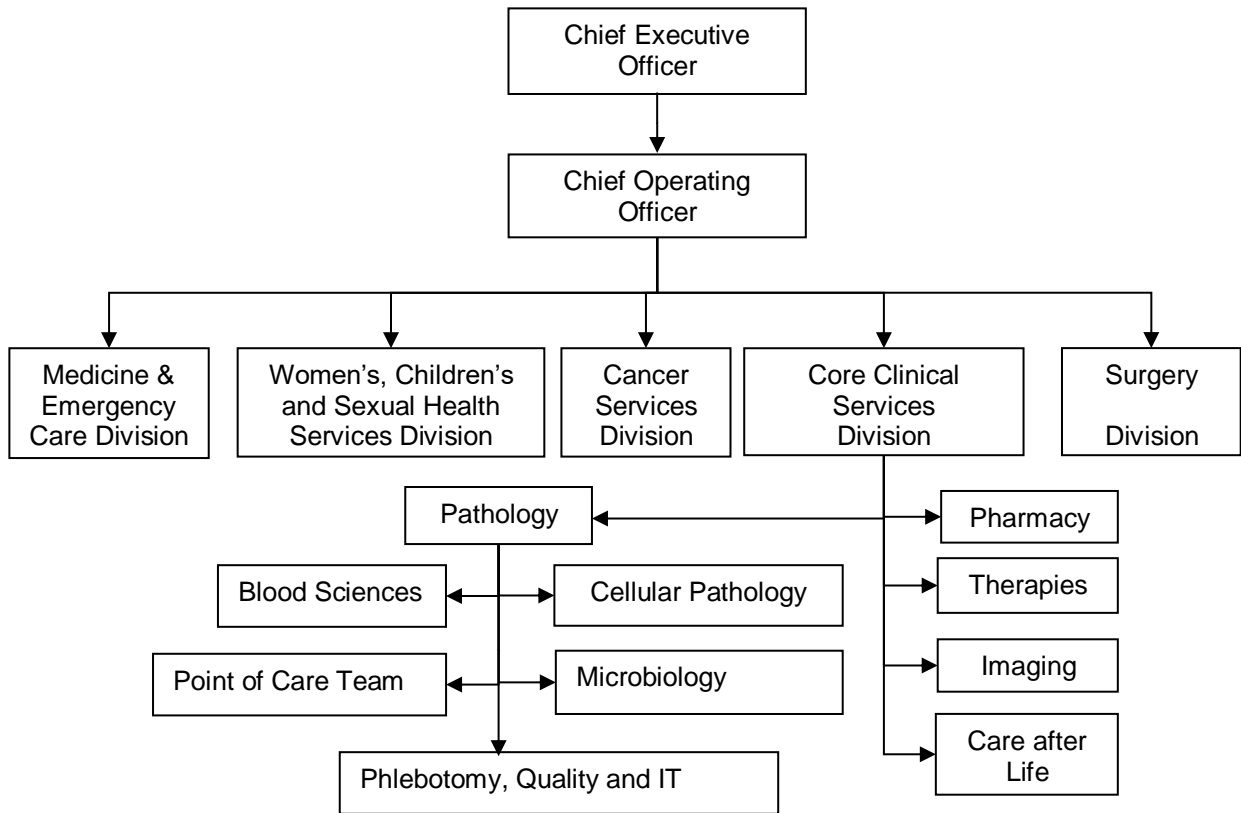 Chief Executive
Officer
Chief Operating
Officer
Medicine &
Emergency
Care Division
Women’s, Children’s
and Sexual Health
Services Division
Cancer
Services
Division
Core Clinical
Services
Division
Surgery
Division
Pathology
Pharmacy
Blood Sciences
Cellular Pathology
Therapies
Point of Care Team
Microbiology
Imaging
Phlebotomy, Quality and IT
Care after
Life